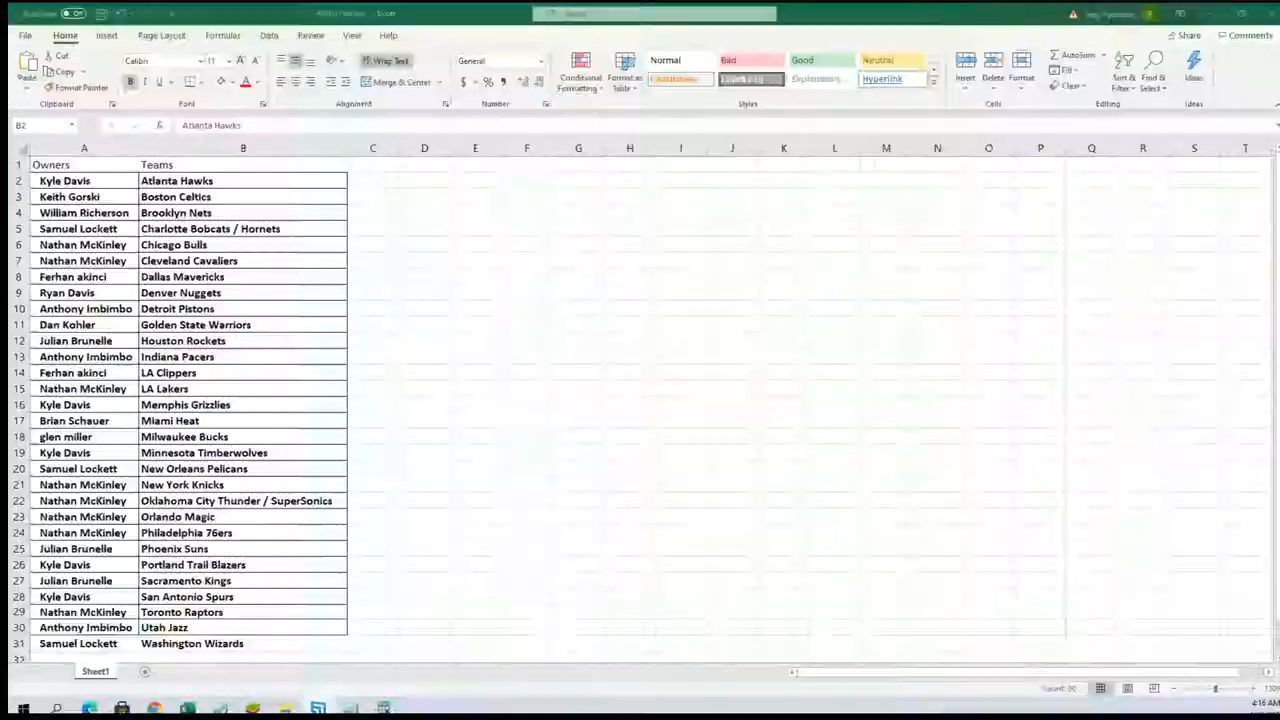 File Home Insert Page Layout Formulas Data Review View Help Share Comments
Cut
Copy
Format Painter
Paste
Calibri 11 Wrap Text General Normal Bad Good Neutral AutoSum
Merge & Center Conditional Formatting Format as Table Explanatory... Hyperlink Insert Delete Format Fill Clear Sort & Filter Find & Select Ideas
Clipboard Font Alignment Number Styles Cells Editing Ideas
B2 fx Atlanta Hawks
A B C D E F G H I J K L M N O P Q R S T
1 Owners Teams
2 Kyle Davis Atlanta Hawks
3 Keith Gorski Boston Celtics
4 William Richerson Brooklyn Nets
5 Samuel Lockett Charlotte Bobcats / Hornets
6 Nathan McKinley Chicago Bulls
7 Nathan McKinley Cleveland Cavaliers
8 Ferhan akinci Dallas Mavericks
9 Ryan Davis Denver Nuggets
10 Anthony Imbimbo Detroit Pistons
11 Dan Kohler Golden State Warriors
12 Julian Brunelle Houston Rockets
13 Anthony Imbimbo Indiana Pacers
14 Ferhan akinci LA Clippers
15 Nathan McKinley LA Lakers
16 Kyle Davis Memphis Grizzlies
17 Brian Schauer Miami Heat
18 glen miller Milwaukee Bucks
19 Kyle Davis Minnesota Timberwolves
20 Samuel Lockett New Orleans Pelicans
21 Nathan McKinley New York Knicks
22 Nathan McKinley Oklahoma City Thunder / SuperSonics
23 Nathan McKinley Orlando Magic
24 Nathan McKinley Philadelphia 76ers
25 Julian Brunelle Phoenix Suns
26 Kyle Davis Portland Trail Blazers
27 Julian Brunelle Sacramento Kings
28 Kyle Davis San Antonio Spurs
29 Nathan McKinley Toronto Raptors
30 Anthony Imbimbo Utah Jazz
31 Samuel Lockett Washington Wizards
32
Sheet1
Count: 30
4:16 AM